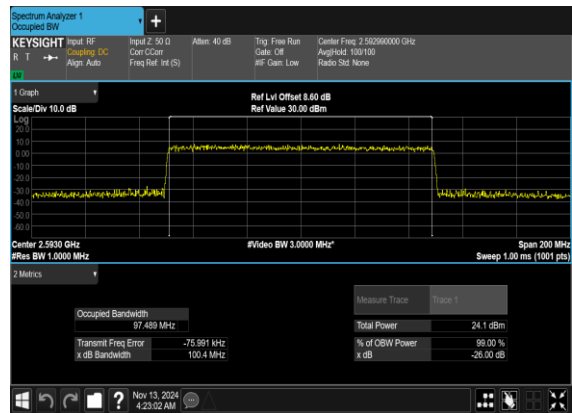 Spectrum Analyzer 1
Occupied BW
+
KEYSIGHT Input: RF Input Z: 50 Ω Atten: 40 dB Trig: Free Run Center Freq: 2.592990000 GHz
R T Coupling: DC Corr CCorr Gate: Off Avg|Hold: 100/100
Align: Auto Freq Ref: Int (S) #IF Gain: Low Radio Std: None
1 Graph
Ref Lvl Offset 8.60 dB
Scale/Div 10.0 dB Ref Value 30.00 dBm
Log
20.0
10.0
0.00
-10.0
-20.0
-30.0
-40.0
-50.0
-60.0
Center 2.5930 GHz #Video BW 3.0000 MHz* Span 200 MHz
#Res BW 1.0000 MHz Sweep 1.00 ms (1001 pts)
2 Metrics
Measure Trace Trace 1
Occupied Bandwidth
97.489 MHz Total Power 24.1 dBm
Transmit Freq Error -75.991 kHz % of OBW Power 99.00 %
x dB Bandwidth 100.4 MHz x dB -26.00 dB
?
Nov 13, 2024
4:23:02 AM